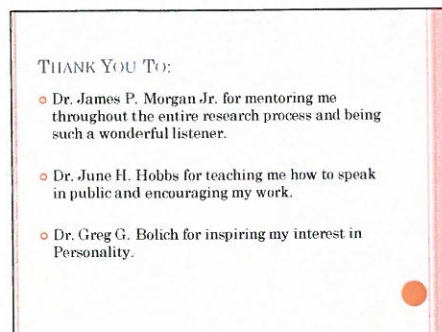 THANK YOU TO:
Dr. James P. Morgan Jr. for mentoring me
throughout the entire research process and being
such a wonderful listener.
Dr. June H. Hobbs for teaching me how to speak
in public and encouraging my work.
Dr. Greg G. Bolich for inspiring my interest in
Personality.